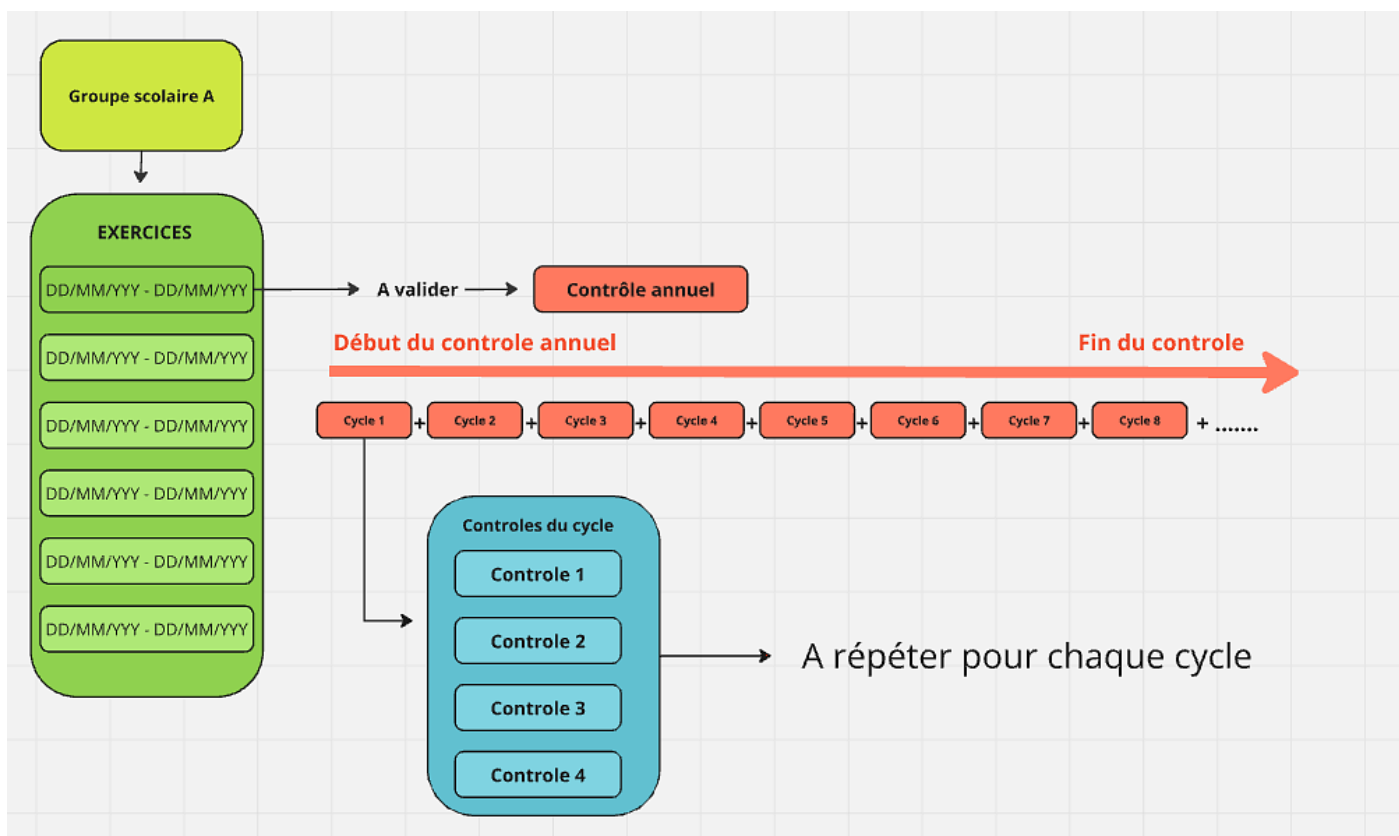 Groupe scolaire A
EXERCICES
DD/MM/YYY - DD/MM/YYY
A valider
Contrôle annuel
DD/MM/YYY - DD/MM/YYY
DD/MM/YYY - DD/MM/YYY
DD/MM/YYY - DD/MM/YYY
DD/MM/YYY - DD/MM/YYY
DD/MM/YYY - DD/MM/YYY
Début du controle annuel
Fin du controle
Cycle 1 + Cycle 2 + Cycle 3 + Cycle 4 + Cycle 5 + Cycle 6 + Cycle 7 + Cycle 8 + .......
Controles du cycle
Controle 1
Controle 2
Controle 3
Controle 4
A répéter pour chaque cycle